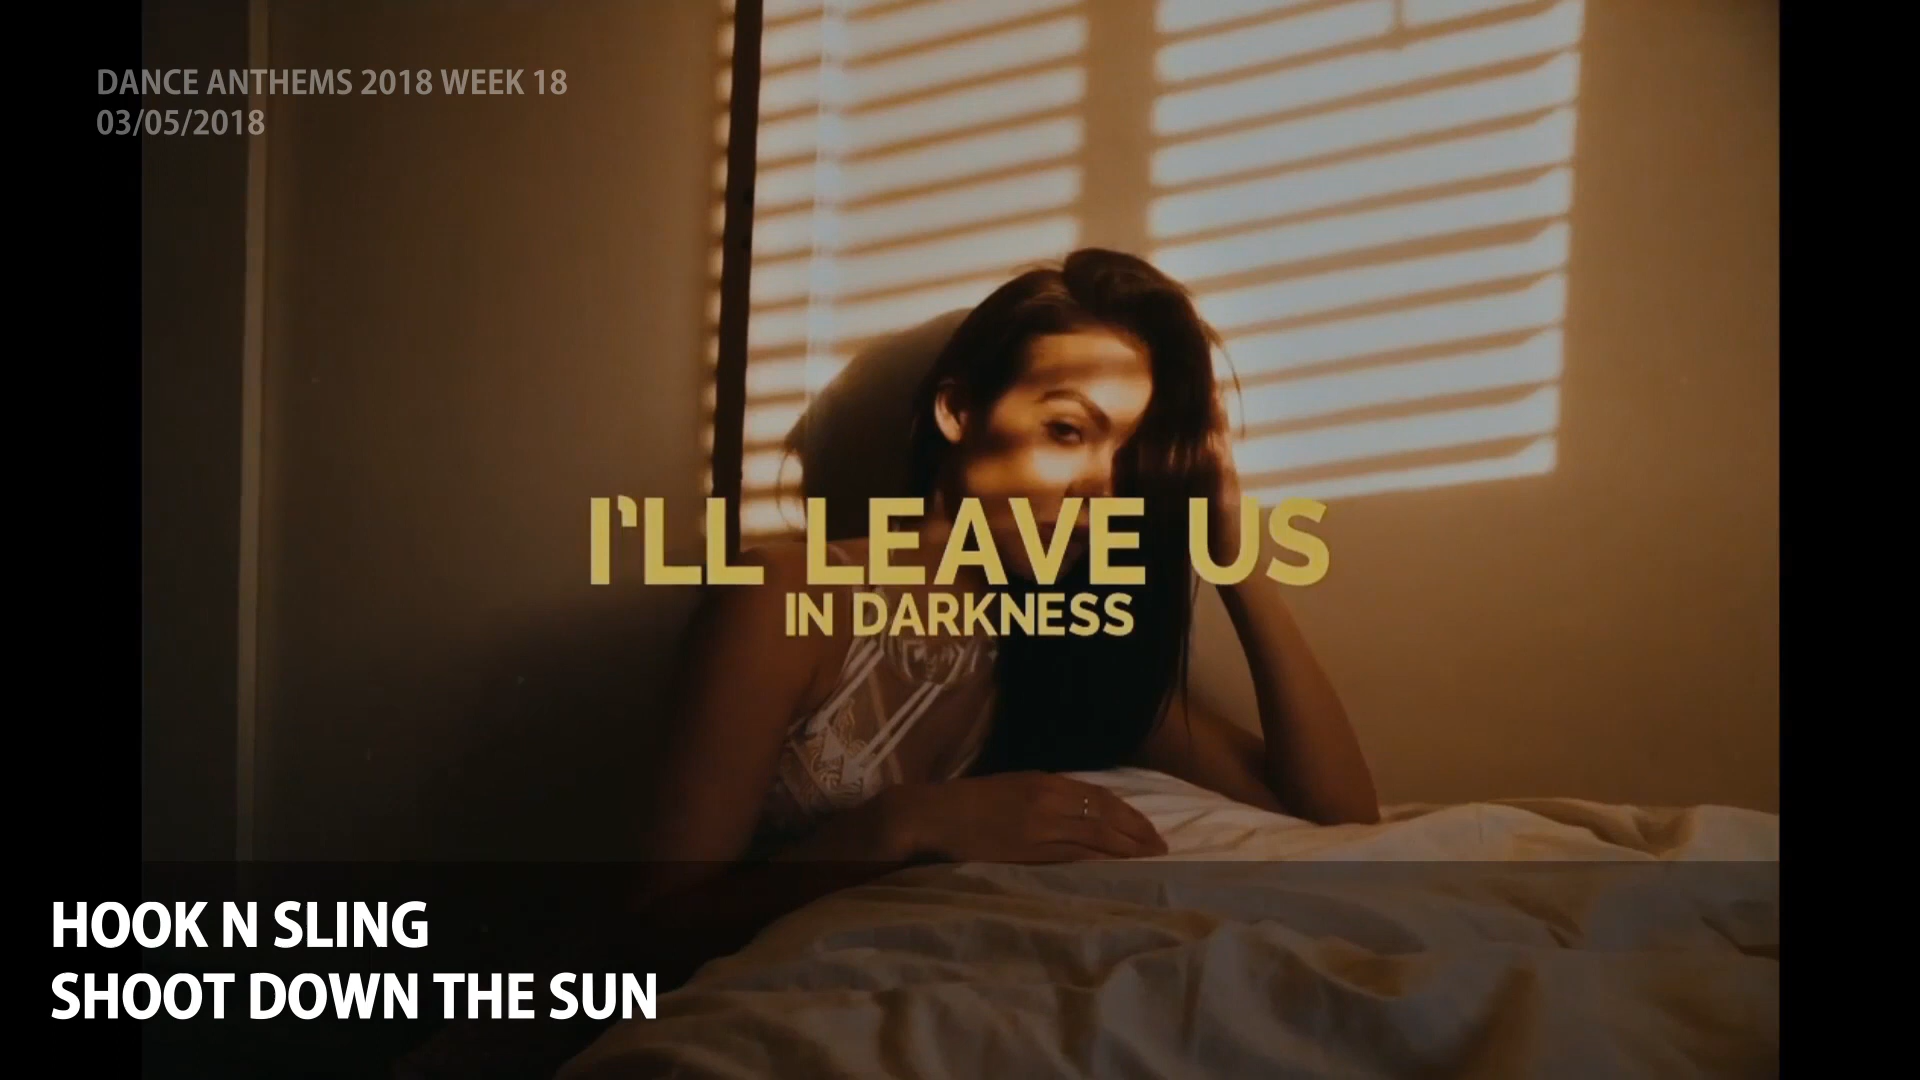 DANCE ANTHEMS 2018 WEEK 18
03/05/2018
I'LL LEAVE US
IN DARKNESS
HOOK N SLING
SHOOT DOWN THE SUN